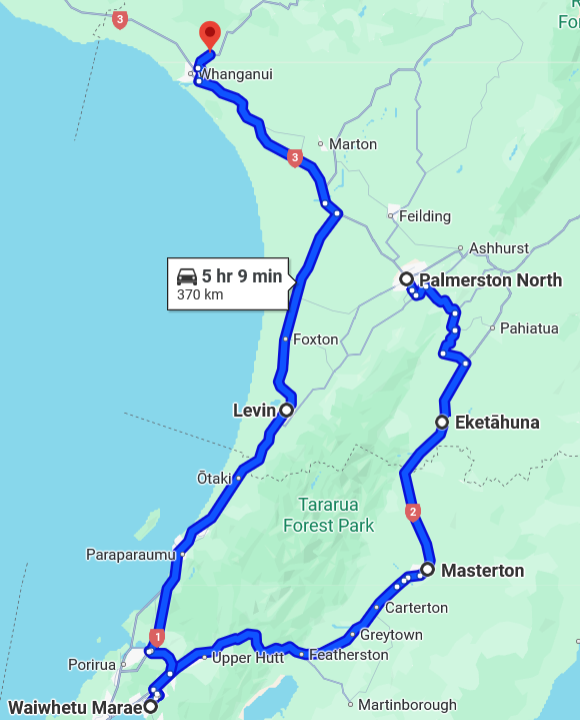 3
Whanganui
Marton
3
Feilding
Ashhurst
5 hr 9 min
370 km
Palmerston North
Pahiatua
Foxton
Levin
Eketāhuna
Ōtaki
Tararua
Forest Park
2
Paraparaumu
Masterton
Carterton
1
Greytown
Porirua
Upper Hutt
Featherston
Waiwhetu Marae
Martinborough